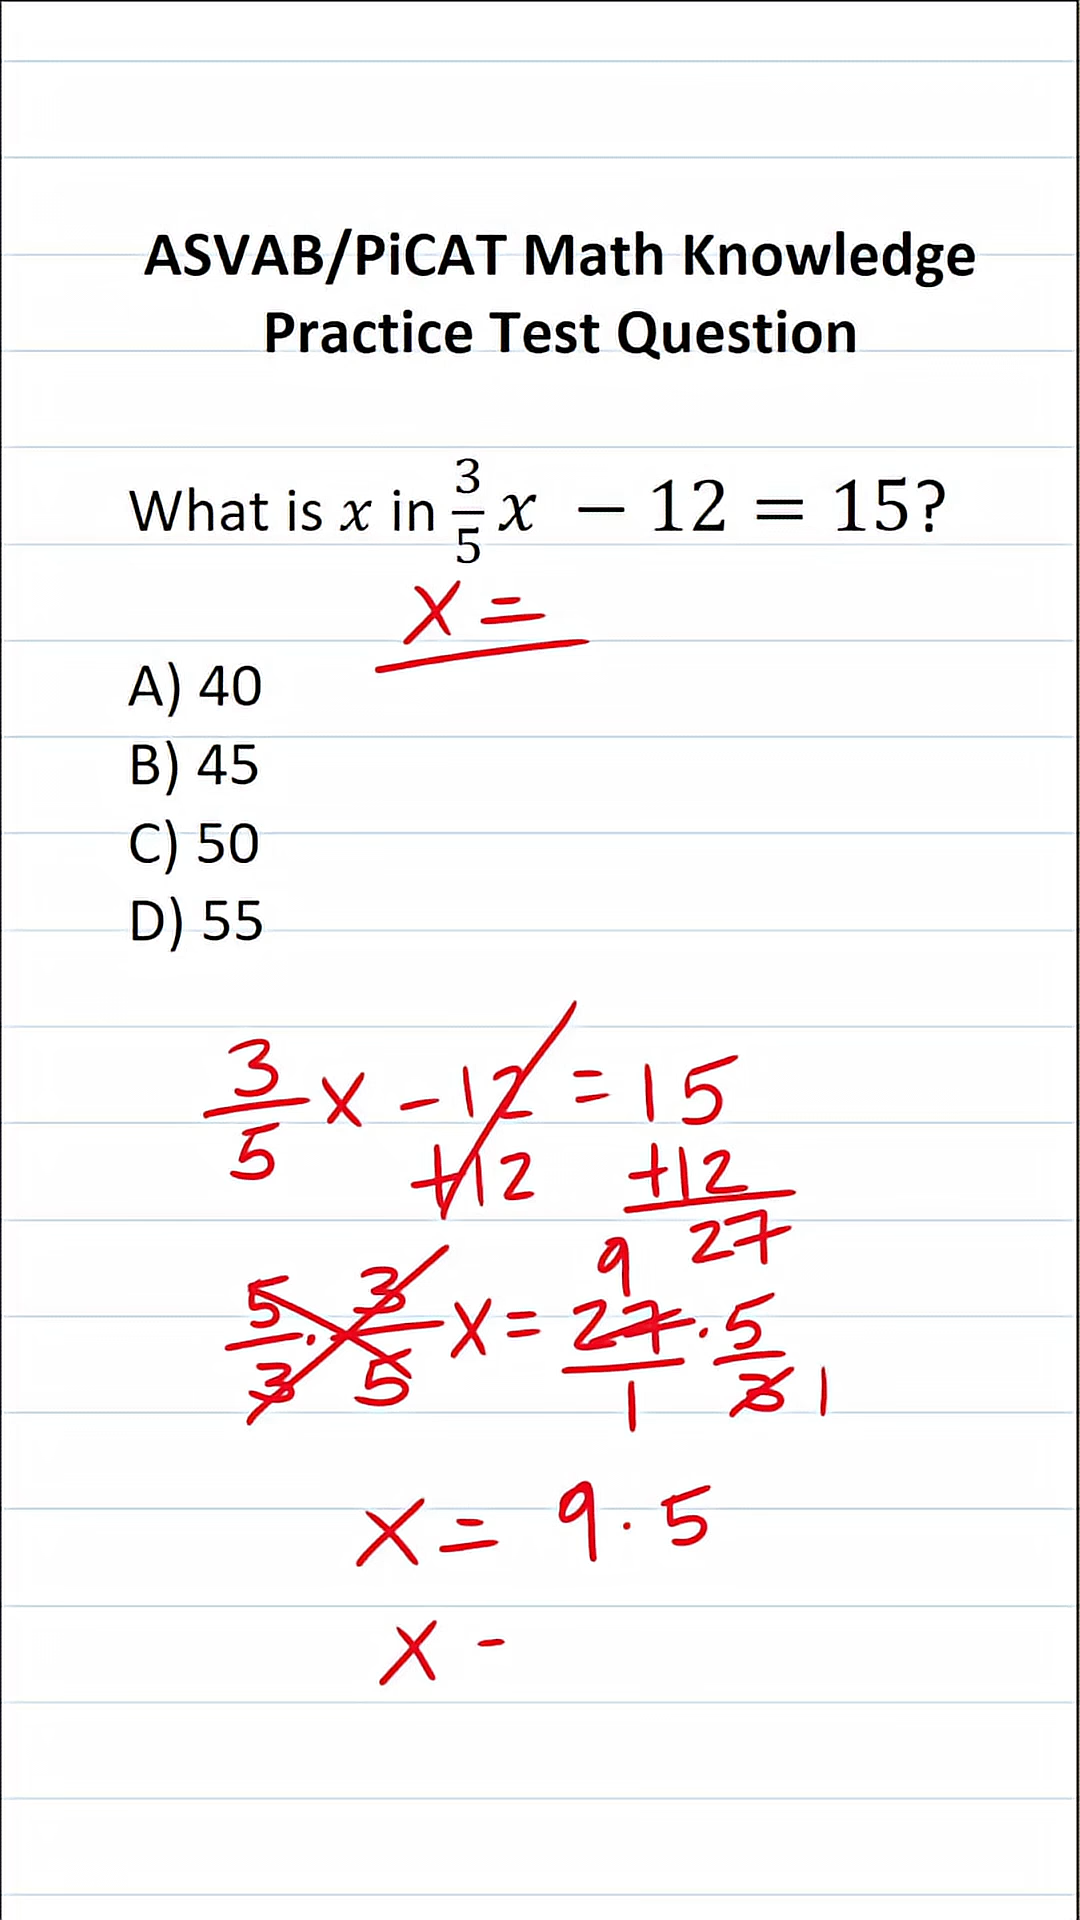 ASVAB/PiCAT Math Knowledge
Practice Test Question
What is x in 3/5 x − 12 = 15?
x =
A) 40
B) 45
C) 50
D) 55
3/5 x - 12 = 15
+12 +12
27
9
5/3 · 3/5 x = 27/1 · 5/3 1
x = 9 · 5
x -